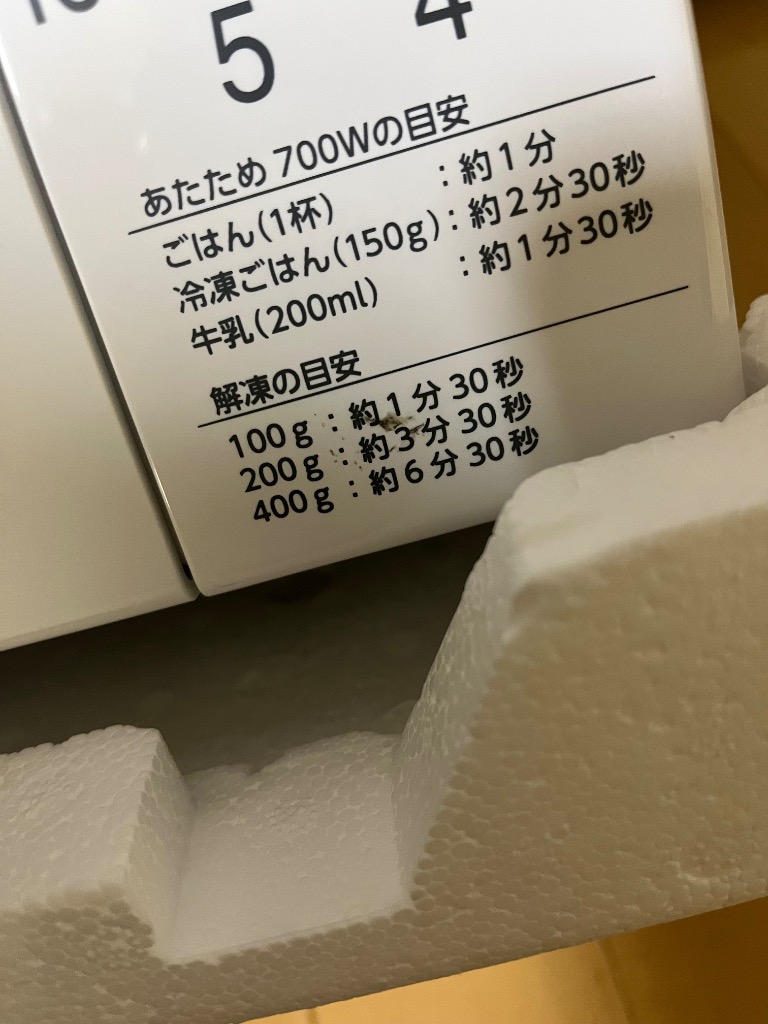 5 4
あたため 700Wの目安
ごはん(1杯) : 約1分
冷凍ごはん(150g) : 約2分30秒
牛乳(200ml) : 約1分30秒
解凍の目安
100g : 約1分30秒
200g : 約3分30秒
400g : 約6分30秒